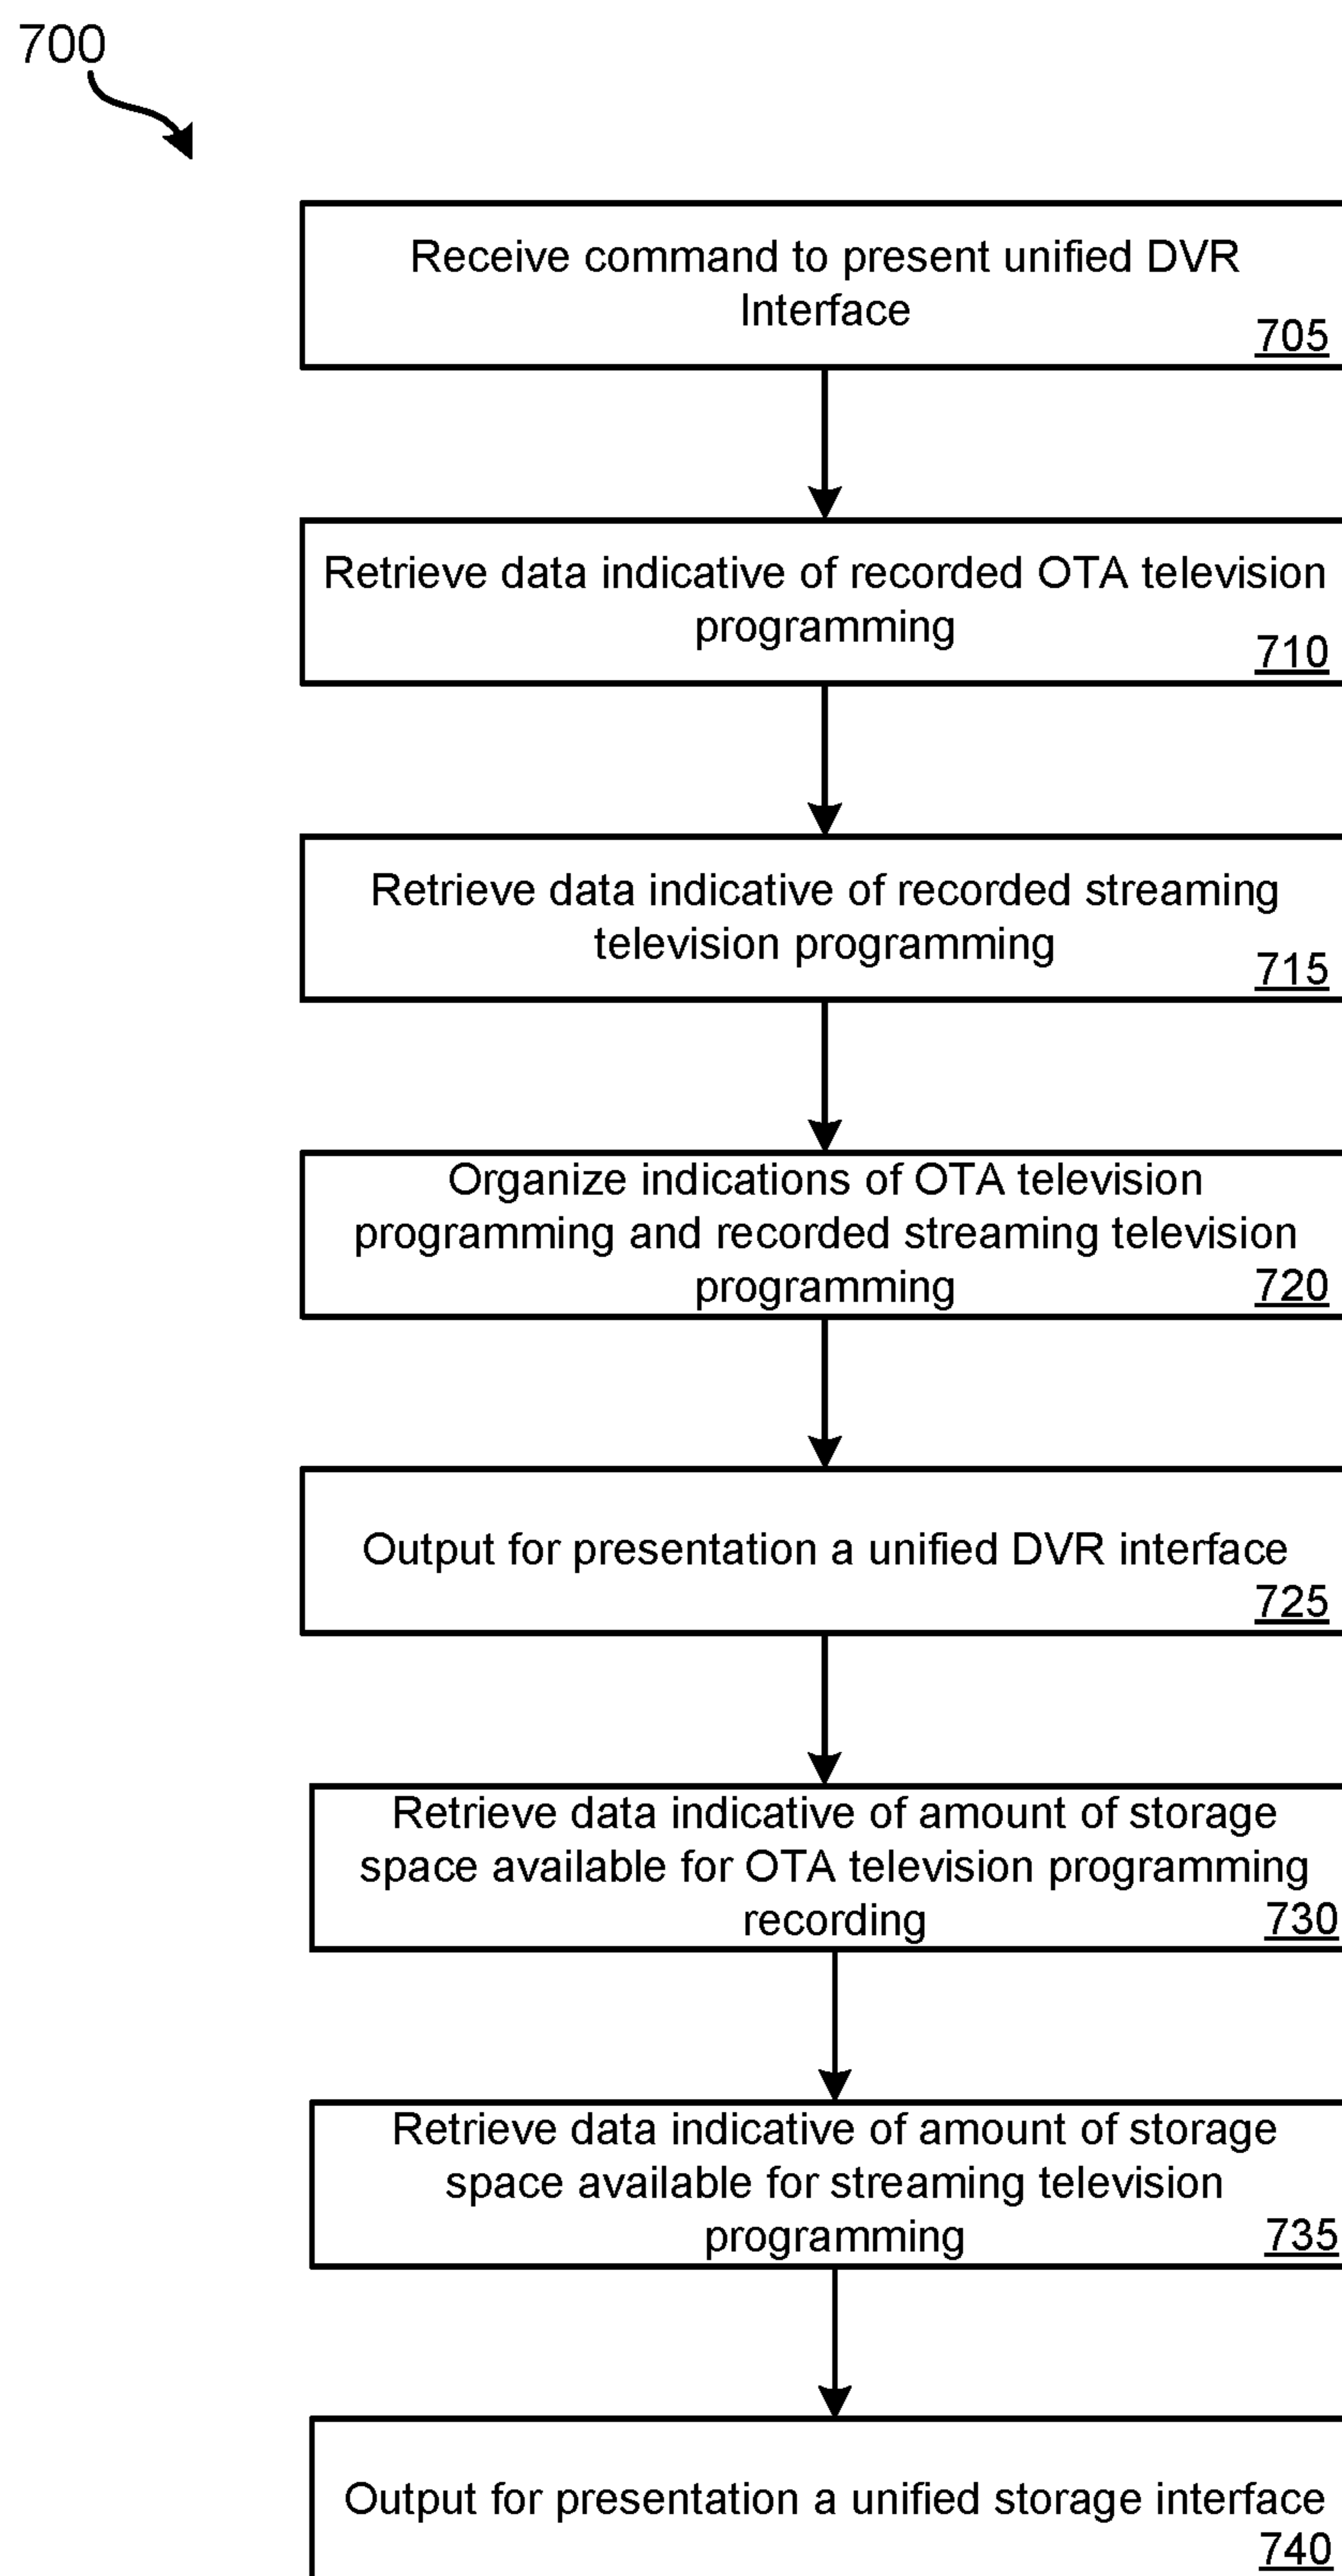 700
Receive command to present unified DVR
Interface
705
Retrieve data indicative of recorded OTA television
programming
710
Retrieve data indicative of recorded streaming
television programming
715
Organize indications of OTA television
programming and recorded streaming television
programming
720
Output for presentation a unified DVR interface
725
Retrieve data indicative of amount of storage
space available for OTA television programming
recording
730
Retrieve data indicative of amount of storage
space available for streaming television
programming
735
Output for presentation a unified storage interface
740